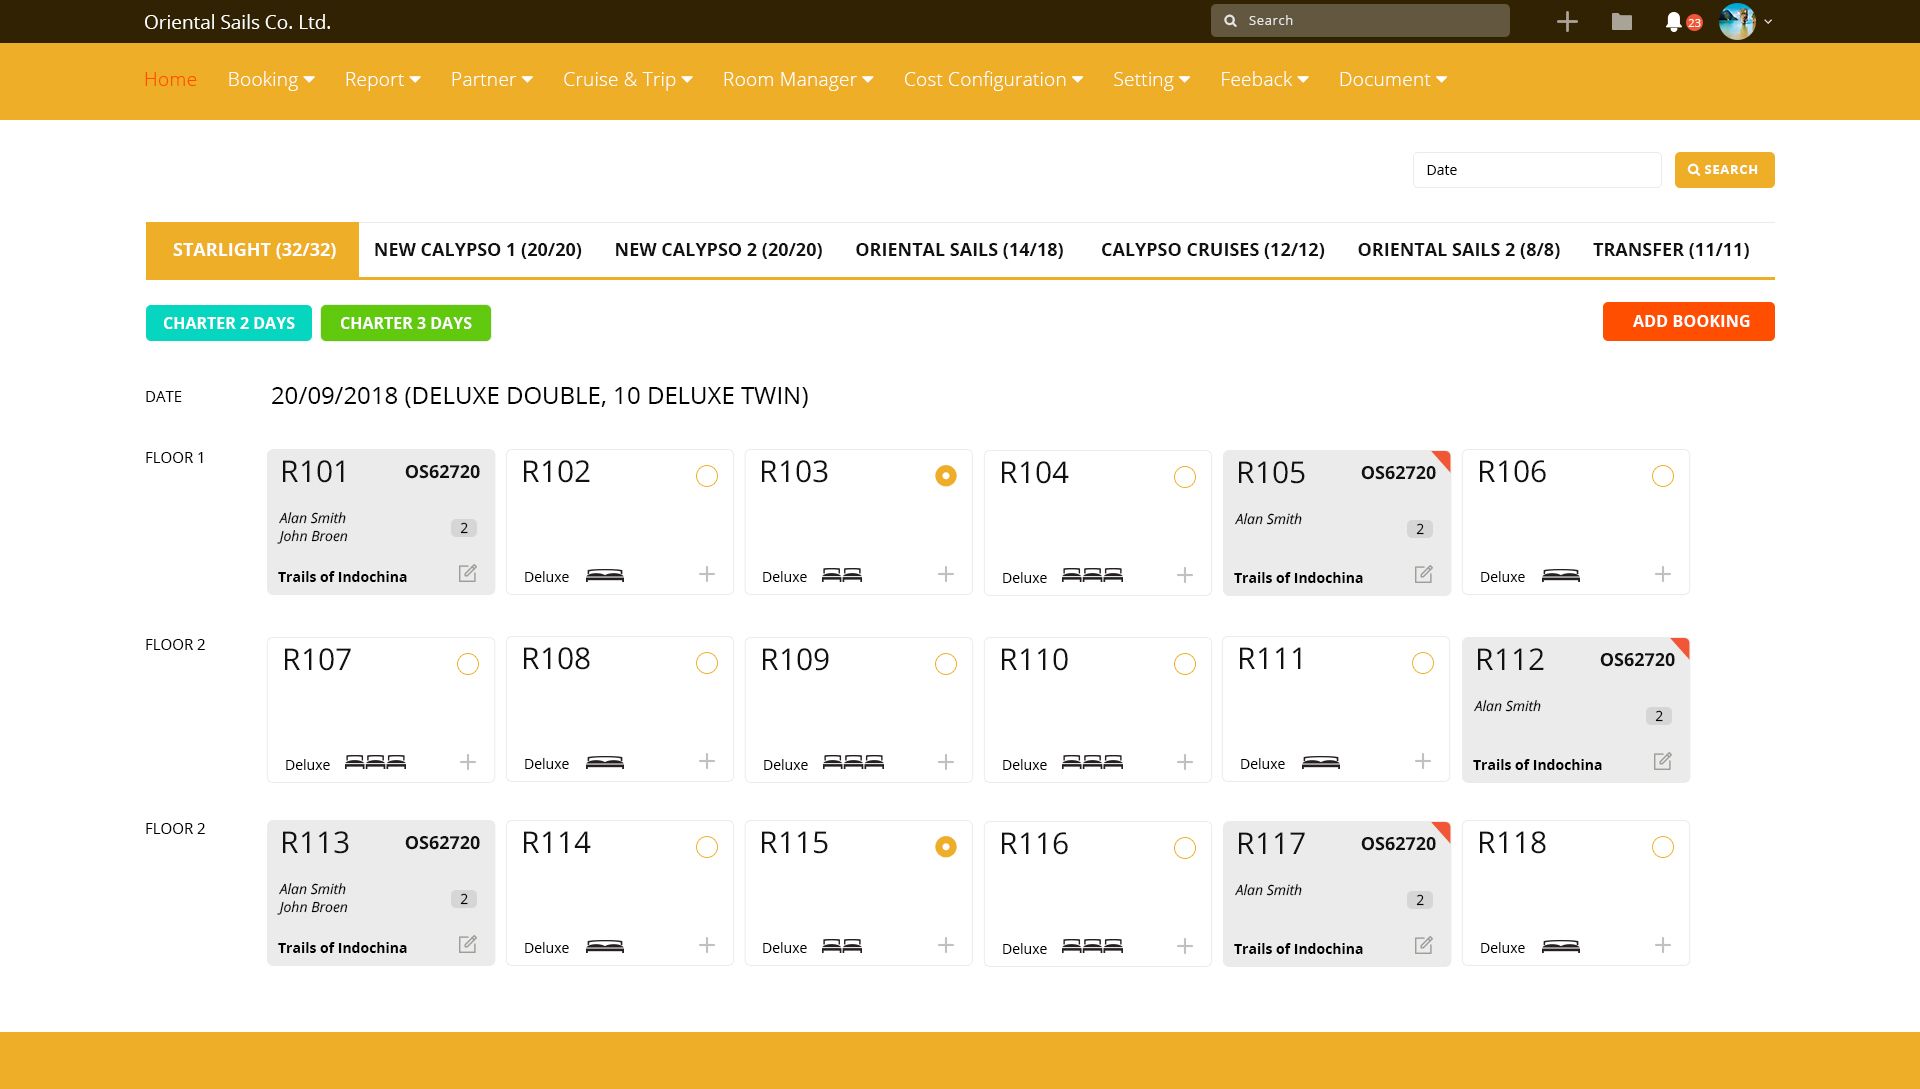 Oriental Sails Co. Ltd.
Search
23
Home
Booking
Report
Partner
Cruise & Trip
Room Manager
Cost Configuration
Setting
Feeback
Document
Date
SEARCH
STARLIGHT (32/32)
NEW CALYPSO 1 (20/20)
NEW CALYPSO 2 (20/20)
ORIENTAL SAILS (14/18)
CALYPSO CRUISES (12/12)
ORIENTAL SAILS 2 (8/8)
TRANSFER (11/11)
CHARTER 2 DAYS
CHARTER 3 DAYS
ADD BOOKING
DATE
20/09/2018 (DELUXE DOUBLE, 10 DELUXE TWIN)
FLOOR 1
R101
OS62720
Alan Smith
John Broen
2
Trails of Indochina
R102
Deluxe
R103
Deluxe
R104
Deluxe
R105
OS62720
Alan Smith
2
Trails of Indochina
R106
Deluxe
FLOOR 2
R107
Deluxe
R108
Deluxe
R109
Deluxe
R110
Deluxe
R111
Deluxe
R112
OS62720
Alan Smith
2
Trails of Indochina
FLOOR 2
R113
OS62720
Alan Smith
John Broen
2
Trails of Indochina
R114
Deluxe
R115
Deluxe
R116
Deluxe
R117
OS62720
Alan Smith
2
Trails of Indochina
R118
Deluxe